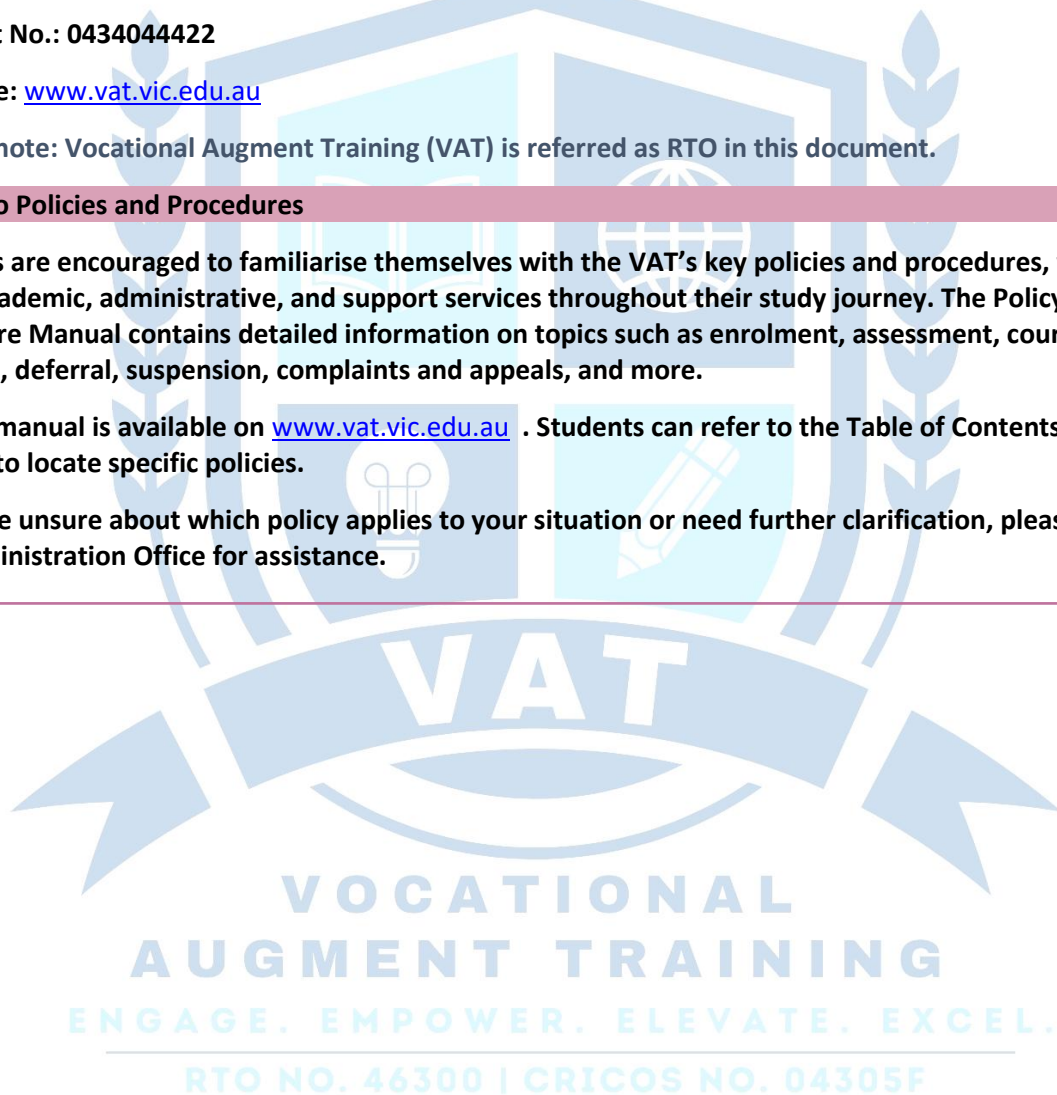 t No.: 0434044422
e: www.vat.vic.edu.au
note: Vocational Augment Training (VAT) is referred as RTO in this document.
o Policies and Procedures
s are encouraged to familiarise themselves with the VAT’s key policies and procedures,
ademic, administrative, and support services throughout their study journey. The Policy
re Manual contains detailed information on topics such as enrolment, assessment, cour
, deferral, suspension, complaints and appeals, and more.
manual is available on www.vat.vic.edu.au . Students can refer to the Table of Contents
to locate specific policies.
e unsure about which policy applies to your situation or need further clarification, pleas
ministration Office for assistance.
VAT
VOCATIONAL
AUGMENT TRAINING
ENGAGE. EMPOWER. ELEVATE. EXCEL.
RTO NO. 46300 | CRICOS NO. 04305F